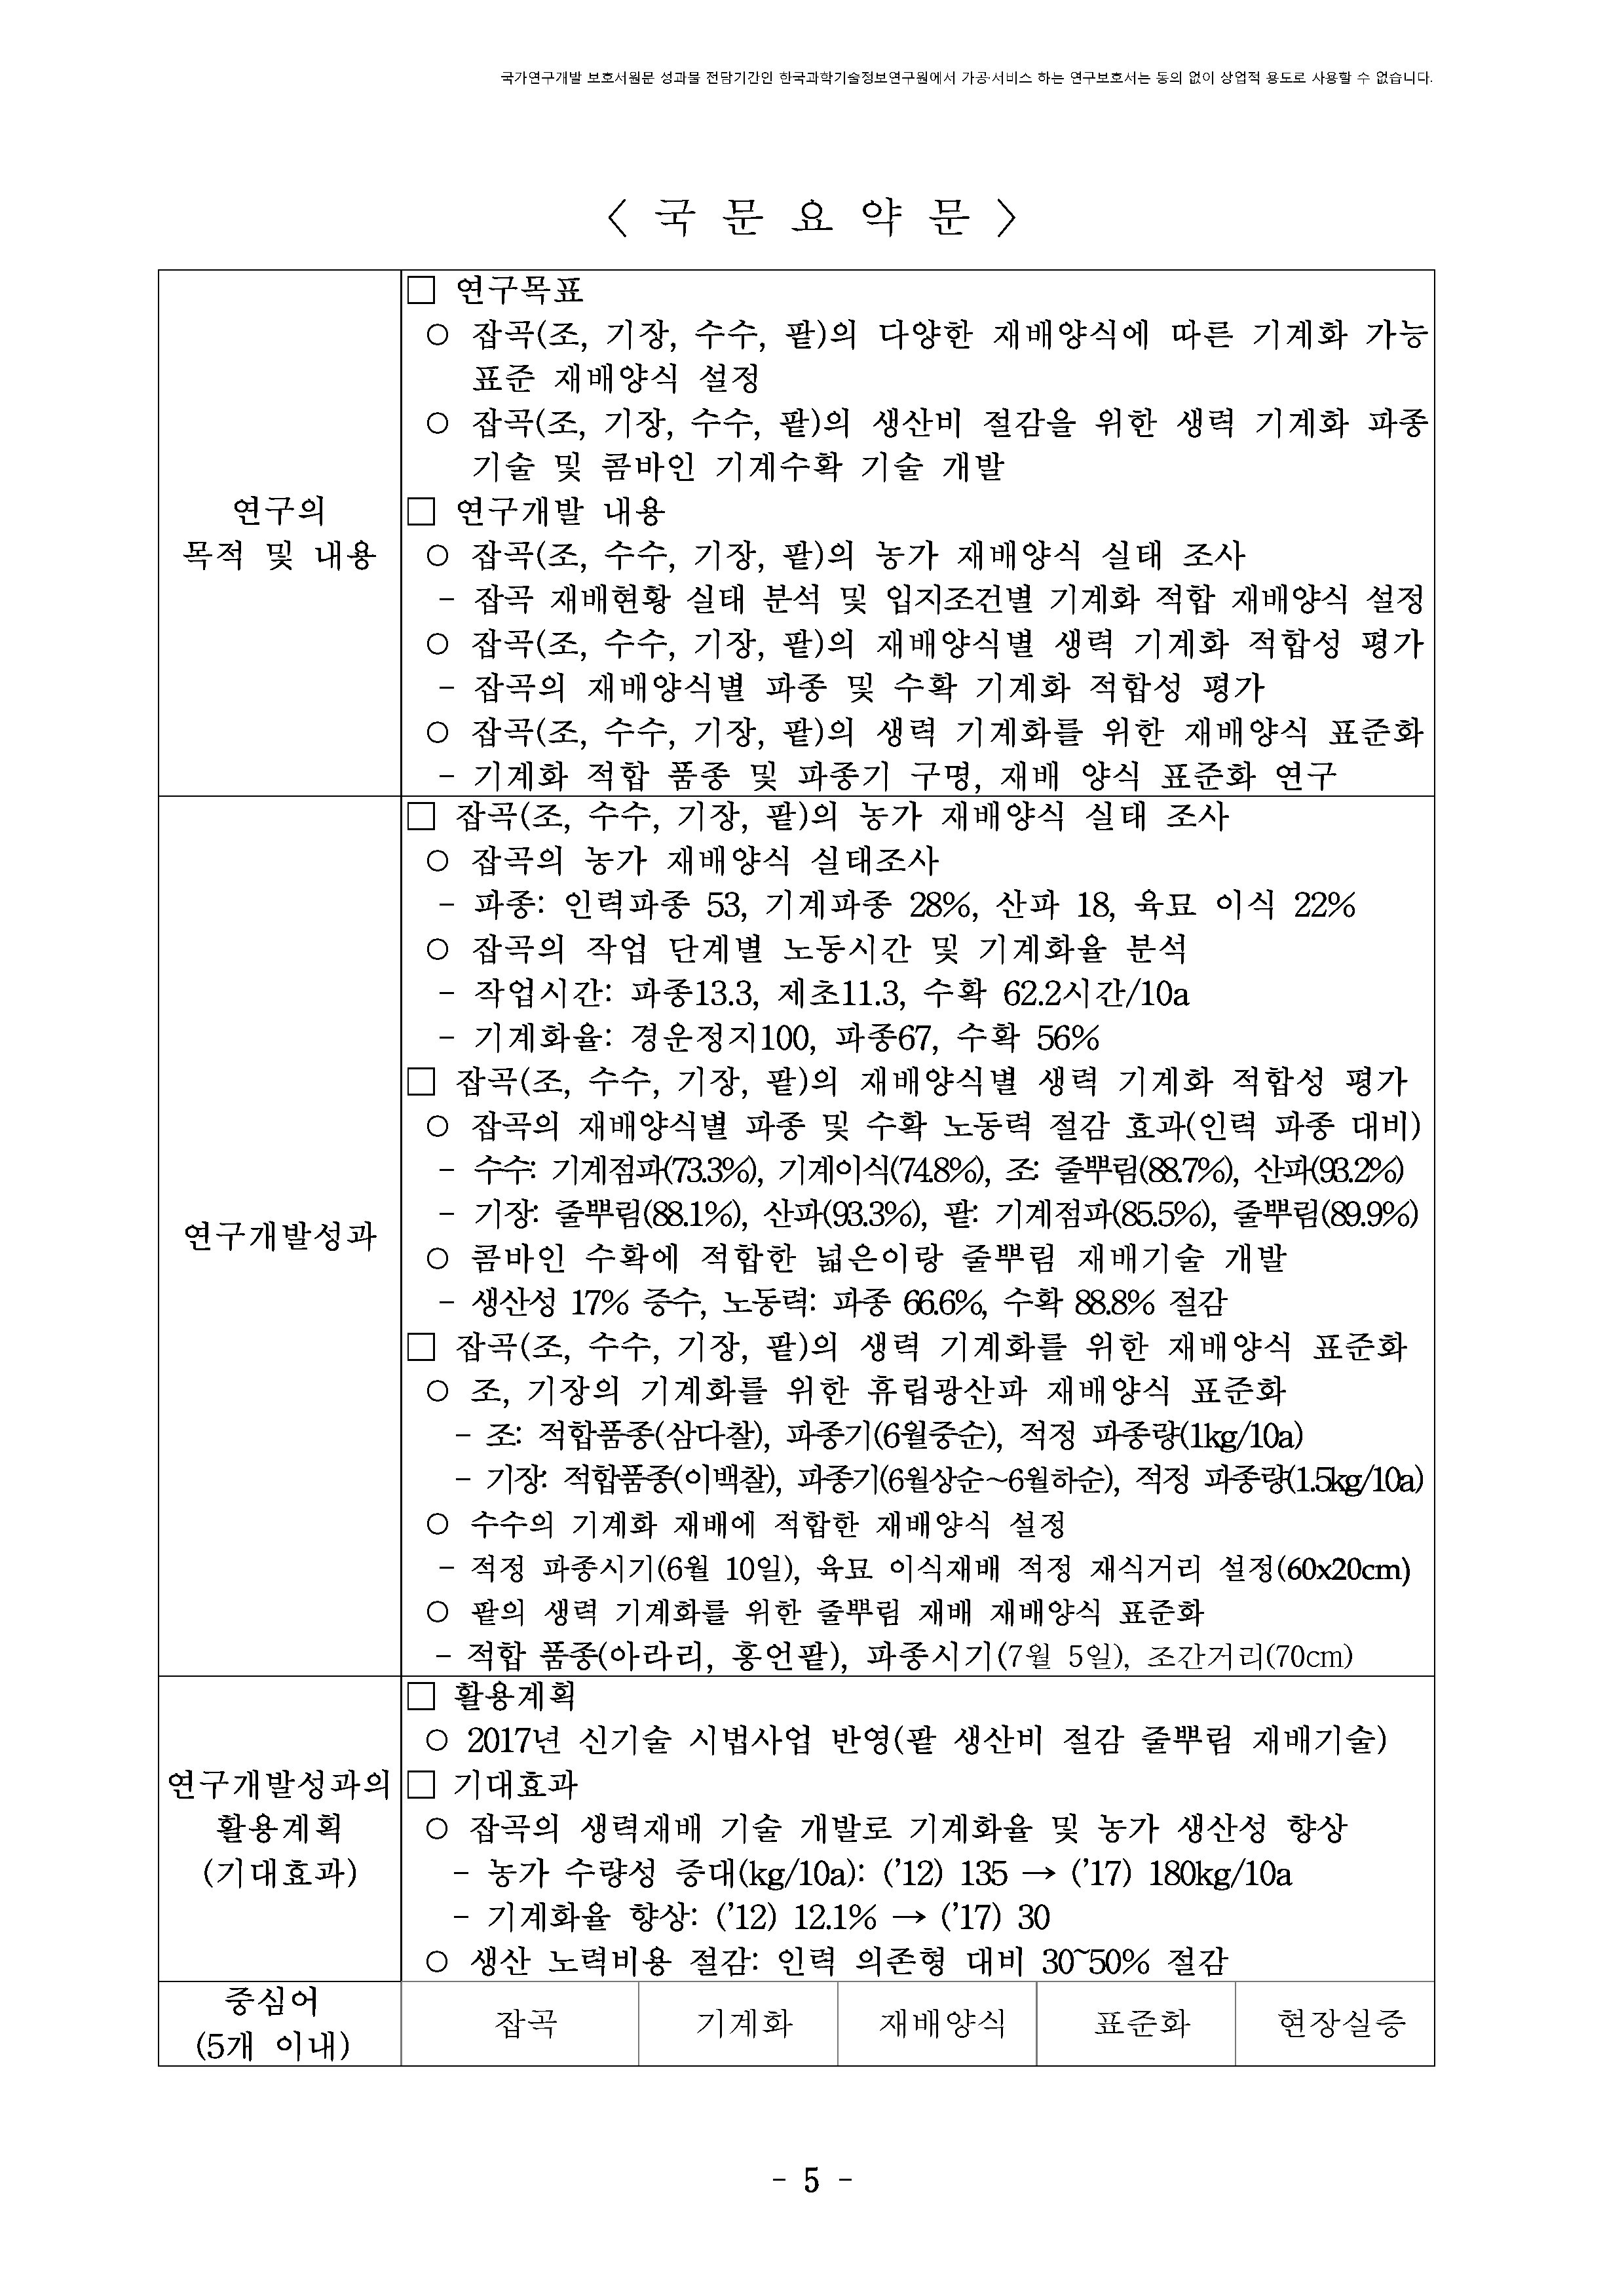 국가연구개발 보호서원문 성과물 전담기간인 한국과학기술정보연구원에서 가공·서비스 하는 연구보호서는 동의 없이 상업적 용도로 사용할 수 없습니다.
< 국 문 요 약 문 >
연구의
목적 및 내용
□ 연구목표
○ 잡곡(조, 기장, 수수, 팥)의 다양한 재배양식에 따른 기계화 가능
표준 재배양식 설정
○ 잡곡(조, 기장, 수수, 팥)의 생산비 절감을 위한 생력 기계화 파종
기술 및 콤바인 기계수확 기술 개발
□ 연구개발 내용
○ 잡곡(조, 수수, 기장, 팥)의 농가 재배양식 실태 조사
- 잡곡 재배현황 실태 분석 및 입지조건별 기계화 적합 재배양식 설정
○ 잡곡(조, 수수, 기장, 팥)의 재배양식별 생력 기계화 적합성 평가
- 잡곡의 재배양식별 파종 및 수확 기계화 적합성 평가
○ 잡곡(조, 수수, 기장, 팥)의 생력 기계화를 위한 재배양식 표준화
- 기계화 적합 품종 및 파종기 구명, 재배 양식 표준화 연구
연구개발성과
□ 잡곡(조, 수수, 기장, 팥)의 농가 재배양식 실태 조사
○ 잡곡의 농가 재배양식 실태조사
- 파종: 인력파종 53, 기계파종 28%, 산파 18, 육묘 이식 22%
○ 잡곡의 작업 단계별 노동시간 및 기계화율 분석
- 작업시간: 파종13.3, 제초11.3, 수확 62.2시간/10a
- 기계화율: 경운정지100, 파종67, 수확 56%
□ 잡곡(조, 수수, 기장, 팥)의 재배양식별 생력 기계화 적합성 평가
○ 잡곡의 재배양식별 파종 및 수확 노동력 절감 효과(인력 파종 대비)
- 수수: 기계점파(73.3%), 기계이식(74.8%), 조: 줄뿌림(88.7%), 산파(93.2%)
- 기장: 줄뿌림(88.1%), 산파(93.3%), 팥: 기계점파(85.5%), 줄뿌림(89.9%)
○ 콤바인 수확에 적합한 넓은이랑 줄뿌림 재배기술 개발
- 생산성 17% 증수, 노동력: 파종 66.6%, 수확 88.8% 절감
□ 잡곡(조, 수수, 기장, 팥)의 생력 기계화를 위한 재배양식 표준화
○ 조, 기장의 기계화를 위한 휴립광산파 재배양식 표준화
- 조: 적합품종(삼다찰), 파종기(6월중순), 적정 파종량(1kg/10a)
- 기장: 적합품종(이백찰), 파종기(6월상순~6월하순), 적정 파종량(1.5kg/10a)
○ 수수의 기계화 재배에 적합한 재배양식 설정
- 적정 파종시기(6월 10일), 육묘 이식재배 적정 재식거리 설정(60x20cm)
○ 팥의 생력 기계화를 위한 줄뿌림 재배 재배양식 표준화
- 적합 품종(아라리, 홍언팥), 파종시기(7월 5일), 조간거리(70cm)
연구개발성과의
활용계획
(기대효과)
□ 활용계획
○ 2017년 신기술 시범사업 반영(팥 생산비 절감 줄뿌림 재배기술)
□ 기대효과
○ 잡곡의 생력재배 기술 개발로 기계화율 및 농가 생산성 향상
- 농가 수량성 증대(kg/10a): ('12) 135 → ('17) 180kg/10a
- 기계화율 향상: ('12) 12.1% → ('17) 30
○ 생산 노력비용 절감: 인력 의존형 대비 30~50% 절감
중심어
(5개 이내)
잡곡 기계화 재배양식 표준화 현장실증
- 5 -